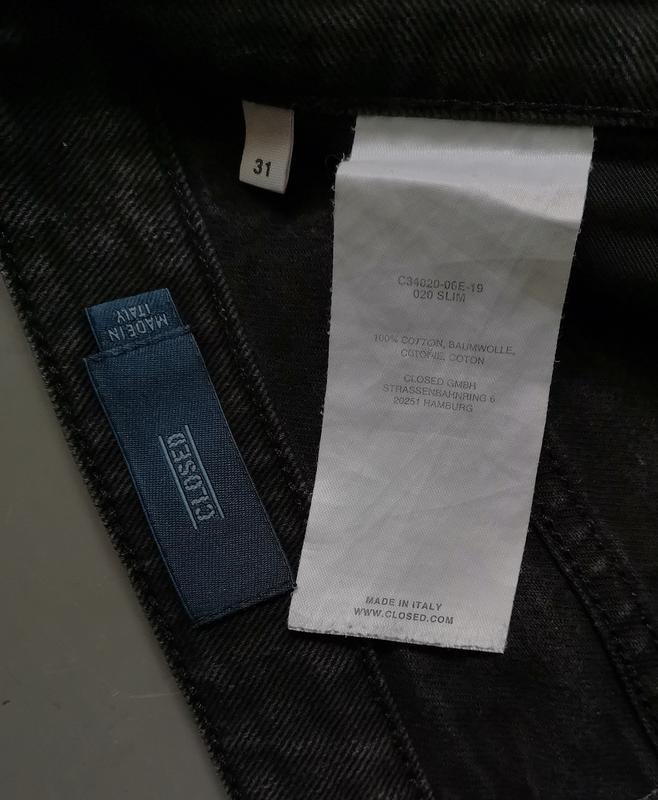 31
C34020-06E-19
020 SLIM
100% COTTON, BAUMWOLLE,
COTONE, COTON
CLOSED GMBH
STRASSENBAHNRING 6
20251 HAMBURG
MADE IN ITALY
WWW.CLOSED.COM
MADE IN
ITALY
CLOSED